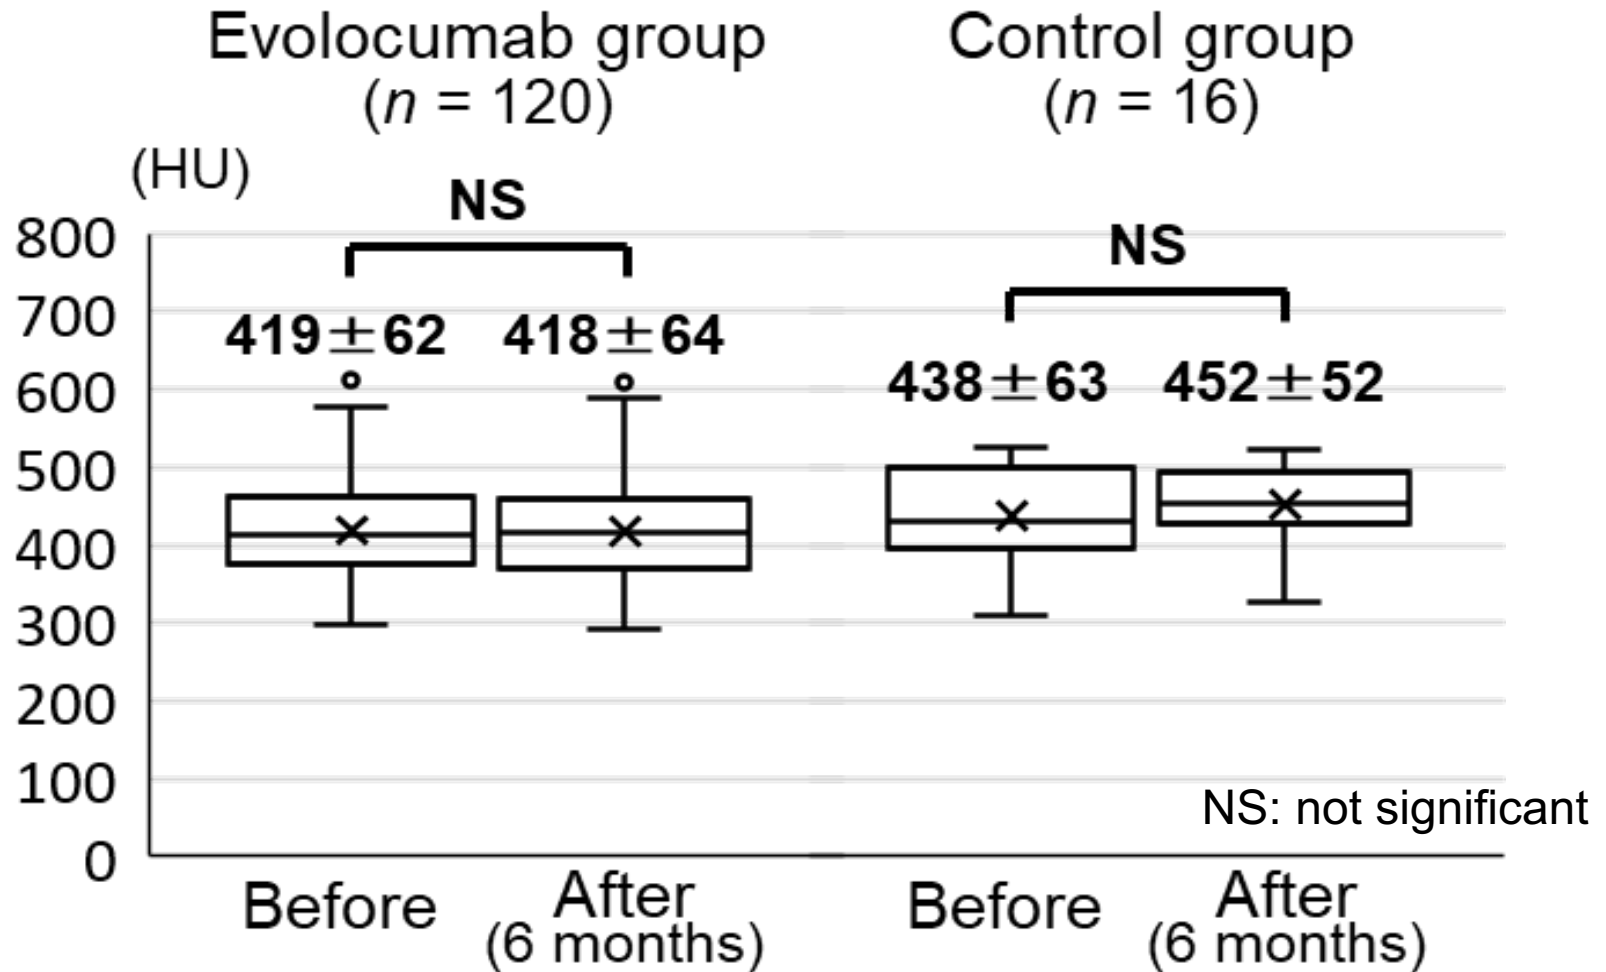 Evolocumab group
(n = 120)
Control group
(n = 16)
(HU)
NS
NS
800
700
600
500
400
300
200
100
0
419±62
418±64
438±63
452±52
NS: not significant
Before
After
(6 months)
Before
After
(6 months)